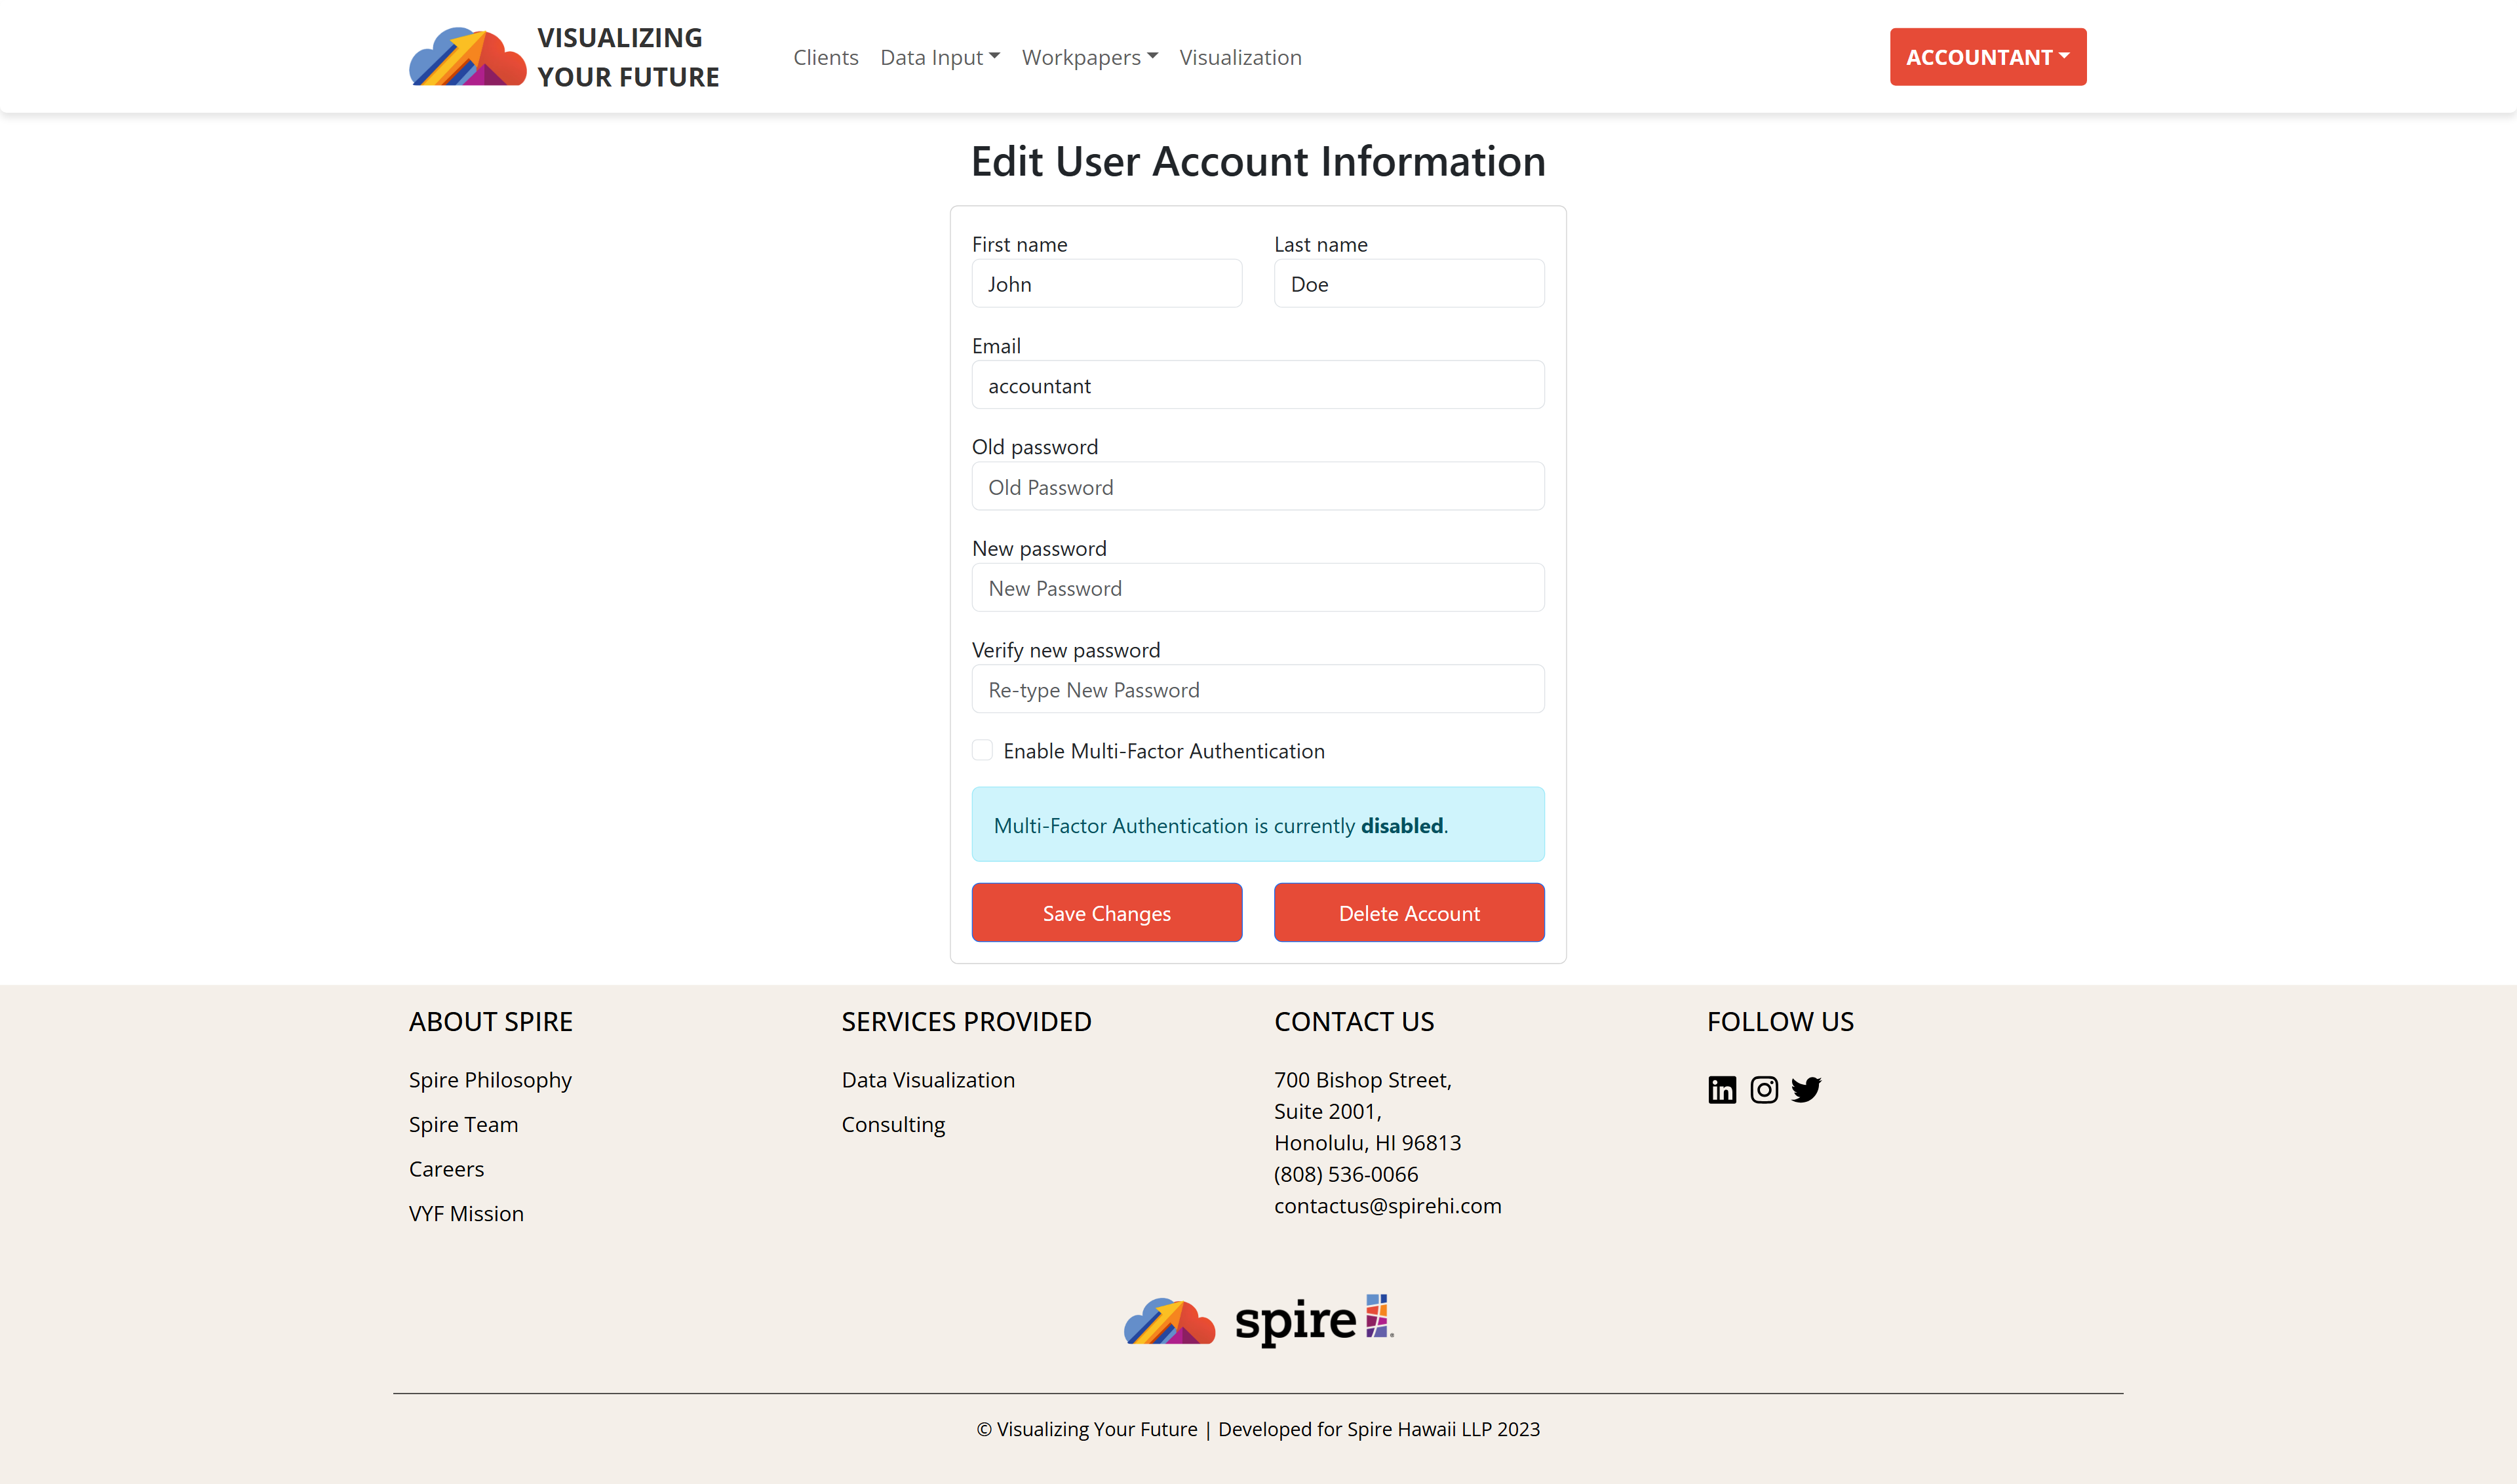 VISUALIZING
YOUR FUTURE
Clients Data Input Workpapers Visualization
ACCOUNTANT
Edit User Account Information
First name Last name
John Doe
Email
accountant
Old password
Old Password
New password
New Password
Verify new password
Re-type New Password
Enable Multi-Factor Authentication
Multi-Factor Authentication is currently disabled.
Save Changes Delete Account
ABOUT SPIRE
Spire Philosophy
Spire Team
Careers
VYF Mission
SERVICES PROVIDED
Data Visualization
Consulting
CONTACT US
700 Bishop Street,
Suite 2001,
Honolulu, HI 96813
(808) 536-0066
contactus@spirehi.com
FOLLOW US
in
spire
© Visualizing Your Future | Developed for Spire Hawaii LLP 2023